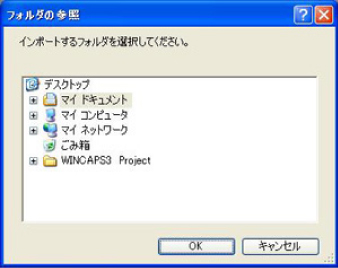 フォルダの参照
インポートするフォルダを選択してください。
デスクトップ
マイ ドキュメント
マイ コンピュータ
マイ ネットワーク
ごみ箱
WINCAPS3 Project
OK
キャンセル